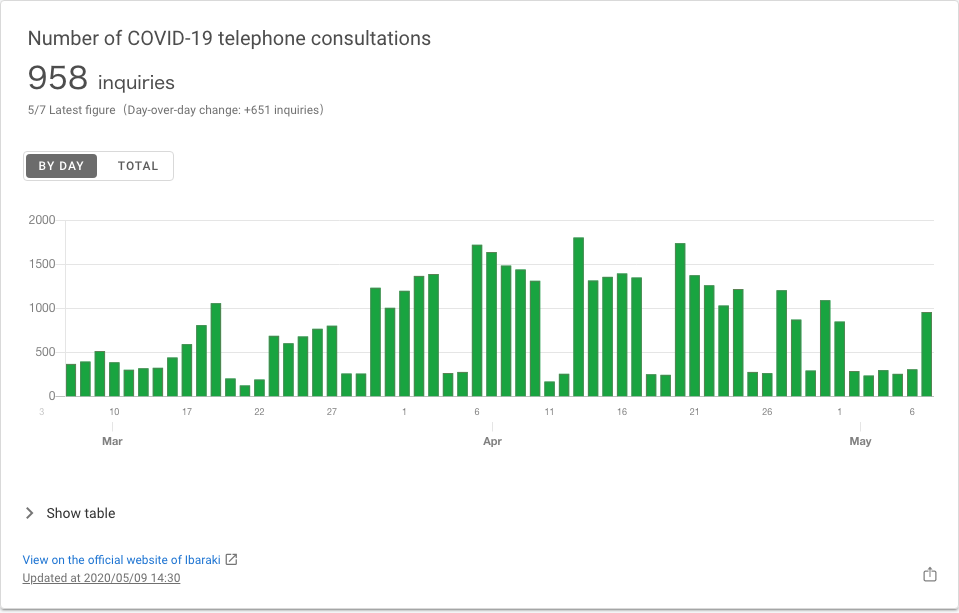 Number of COVID-19 telephone consultations
958 inquiries
5/7 Latest figure（Day-over-day change: +651 inquiries）
BY DAY TOTAL
2000
1500
1000
500
0
3 10 17 22 27 1 6 11 16 21 26 1 6
Mar Apr May
Show table
View on the official website of Ibaraki
Updated at 2020/05/09 14:30